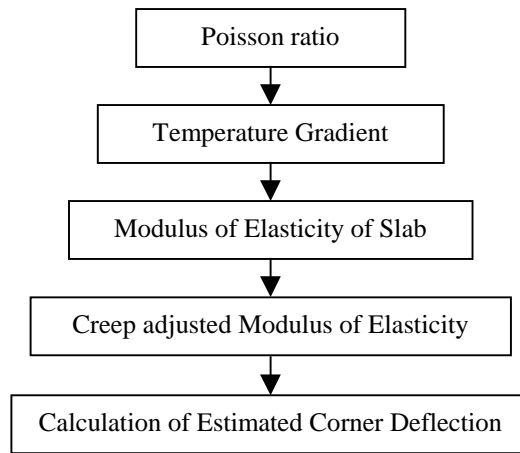 Poisson ratio
Temperature Gradient
Modulus of Elasticity of Slab
Creep adjusted Modulus of Elasticity
Calculation of Estimated Corner Deflection